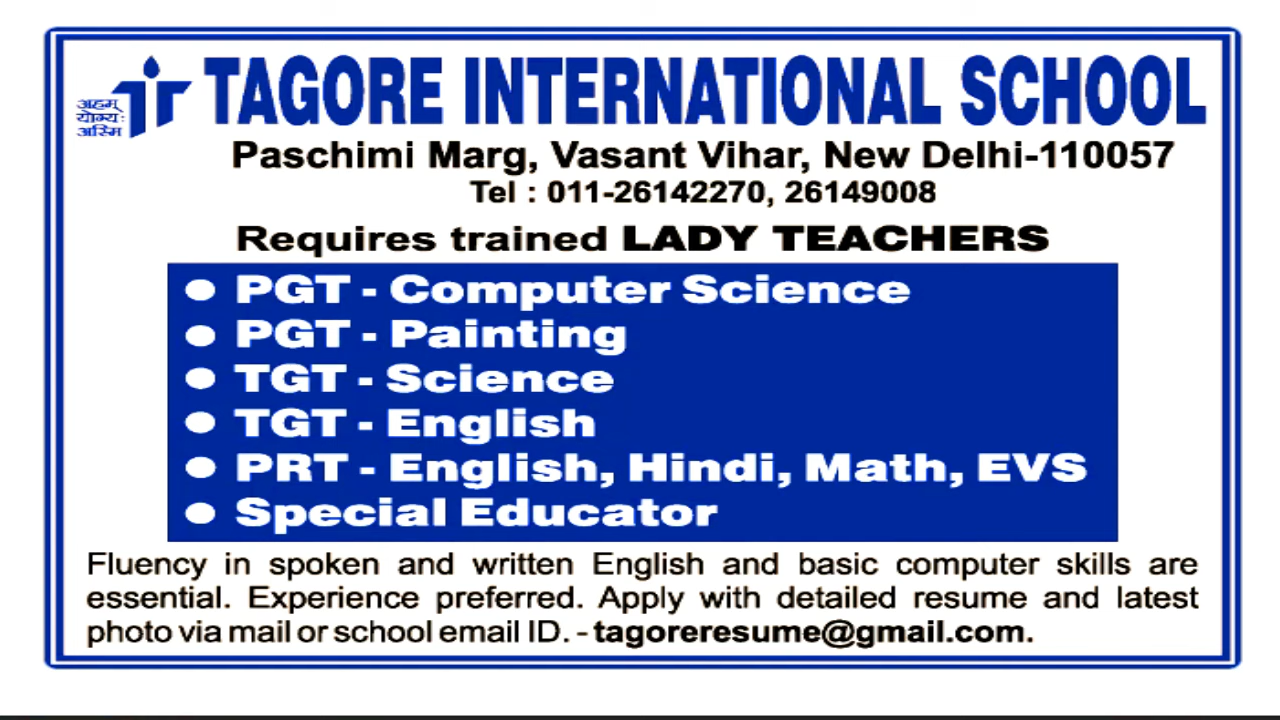 अहम्
योग्यः
अस्मि
TAGORE INTERNATIONAL SCHOOL
Paschimi Marg, Vasant Vihar, New Delhi-110057
Tel : 011-26142270, 26149008
Requires trained LADY TEACHERS
● PGT - Computer Science
● PGT - Painting
● TGT - Science
● TGT - English
● PRT - English, Hindi, Math, EVS
● Special Educator
Fluency in spoken and written English and basic computer skills are
essential. Experience preferred. Apply with detailed resume and latest
photo via mail or school email ID. - tagoreresume@gmail.com.